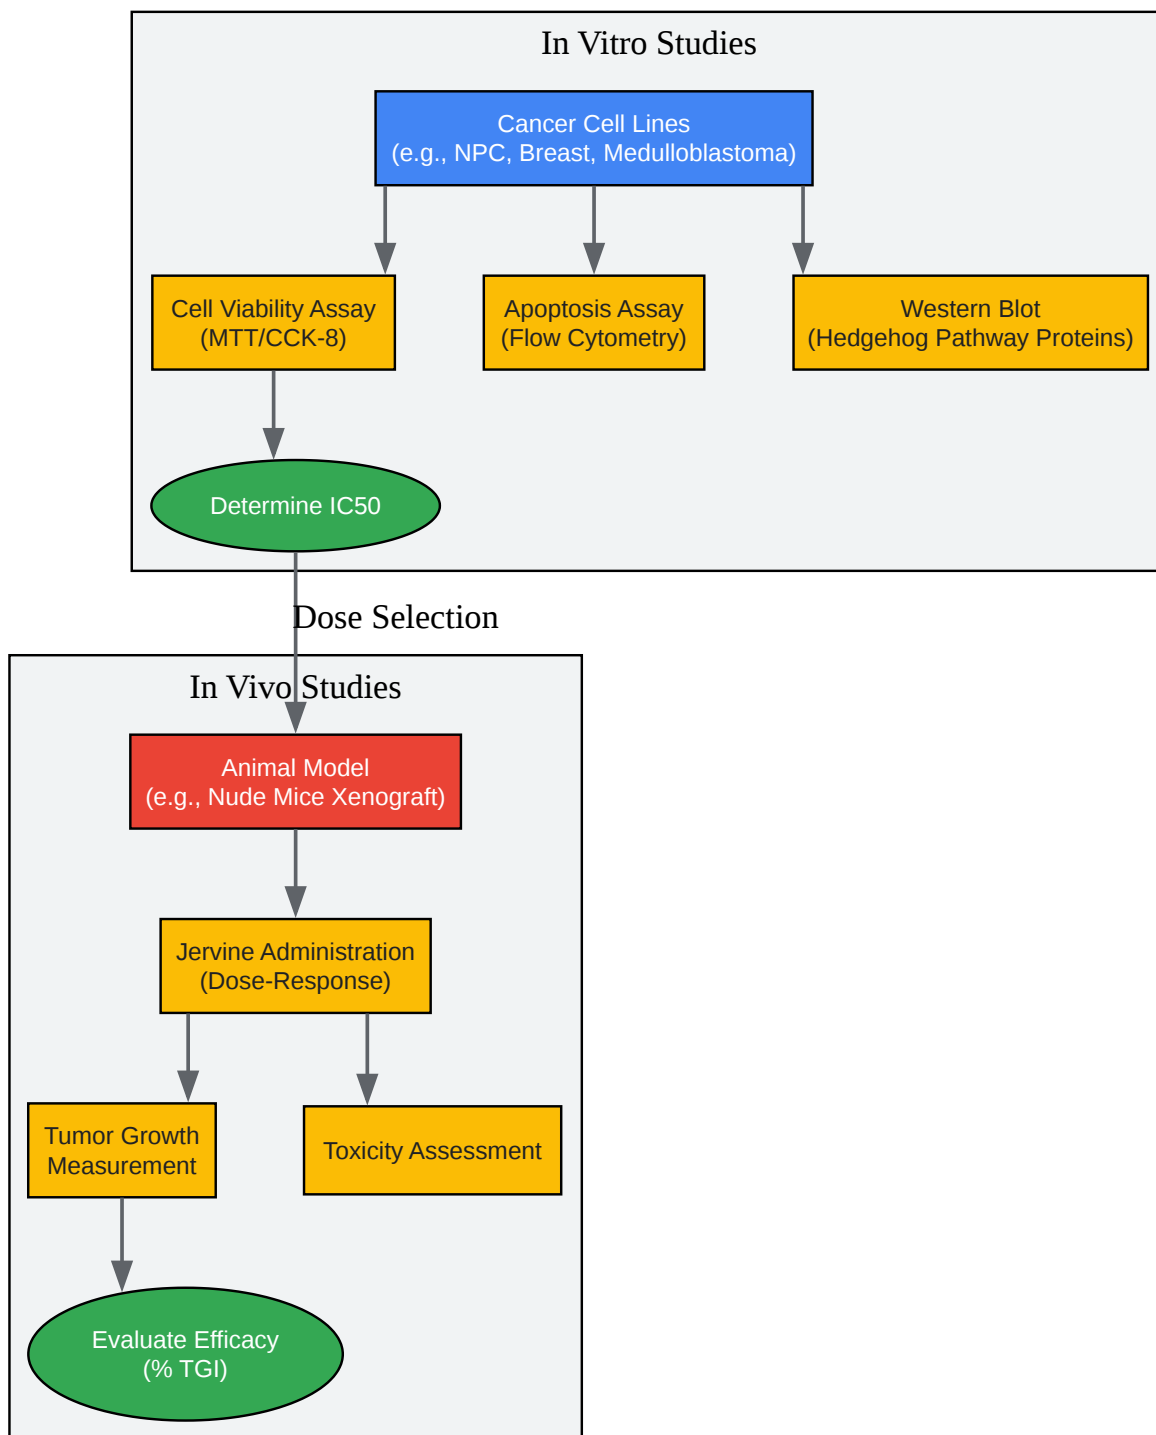 In Vitro Studies
Cancer Cell Lines
(e.g., NPC, Breast, Medulloblastoma)
Cell Viability Assay
(MTT/CCK-8)
Apoptosis Assay
(Flow Cytometry)
Western Blot
(Hedgehog Pathway Proteins)
Determine IC50
Dose Selection
In Vivo Studies
Animal Model
(e.g., Nude Mice Xenograft)
Jervine Administration
(Dose-Response)
Tumor Growth
Measurement
Toxicity Assessment
Evaluate Efficacy
(% TGI)